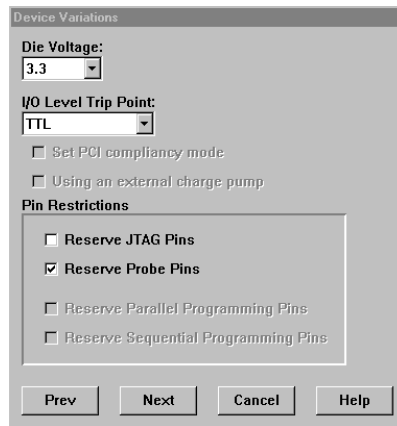 Device Variations
Die Voltage:
3.3
I/O Level Trip Point:
TTL
Set PCI compliancy mode
Using an external charge pump
Pin Restrictions
Reserve JTAG Pins
Reserve Probe Pins
Reserve Parallel Programming Pins
Reserve Sequential Programming Pins
Prev Next Cancel Help